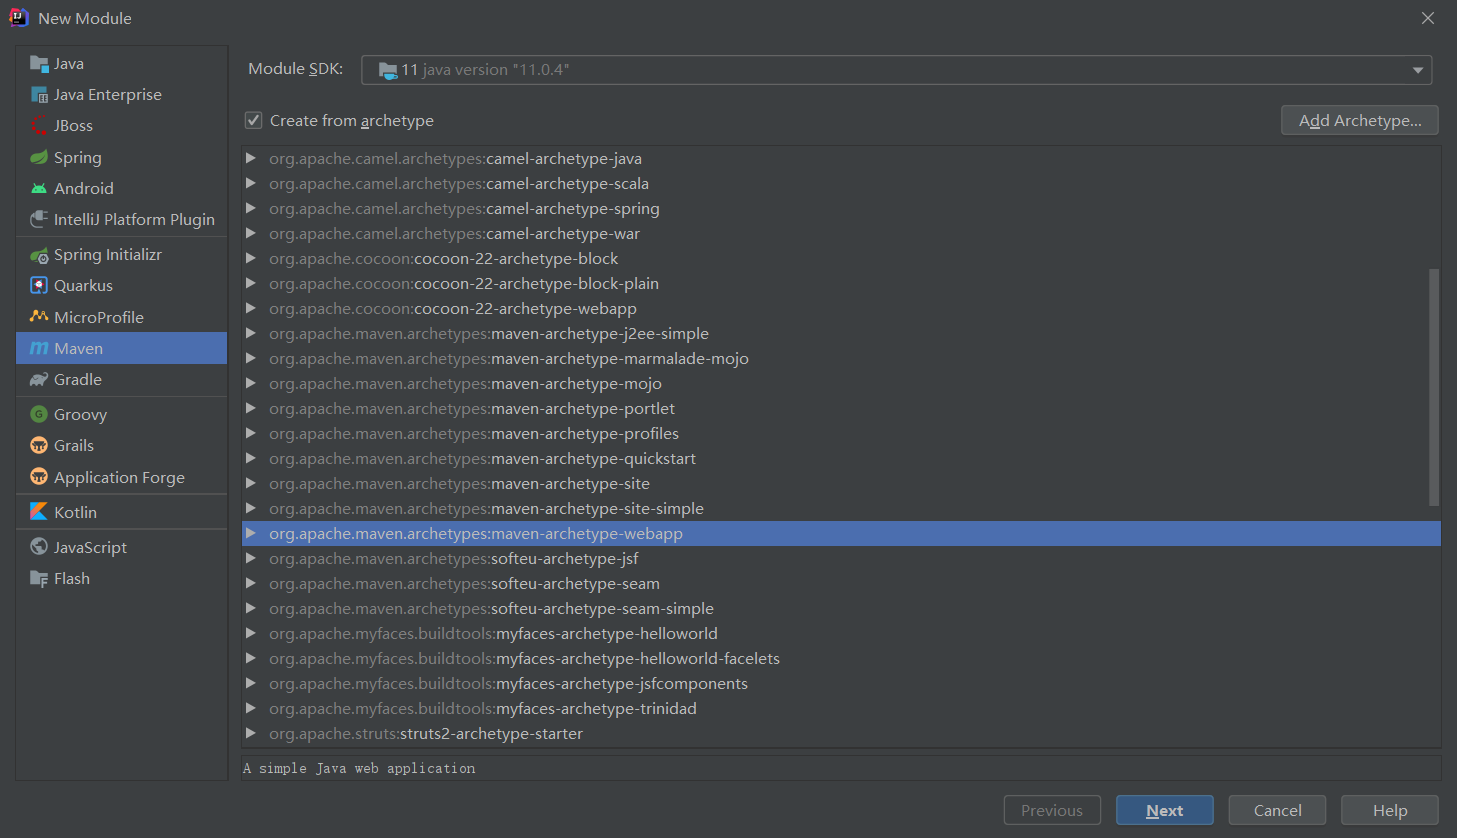 New Module
Java
Java Enterprise
JBoss
Spring
Android
IntelliJ Platform Plugin
Spring Initializr
Quarkus
MicroProfile
Maven
Gradle
Groovy
Grails
Application Forge
Kotlin
JavaScript
Flash
Module SDK: 11 java version "11.0.4"
Create from archetype
Add Archetype...
org.apache.camel.archetypes:camel-archetype-java
org.apache.camel.archetypes:camel-archetype-scala
org.apache.camel.archetypes:camel-archetype-spring
org.apache.camel.archetypes:camel-archetype-war
org.apache.cocoon:cocoon-22-archetype-block
org.apache.cocoon:cocoon-22-archetype-block-plain
org.apache.cocoon:cocoon-22-archetype-webapp
org.apache.maven.archetypes:maven-archetype-j2ee-simple
org.apache.maven.archetypes:maven-archetype-marmalade-mojo
org.apache.maven.archetypes:maven-archetype-mojo
org.apache.maven.archetypes:maven-archetype-portlet
org.apache.maven.archetypes:maven-archetype-profiles
org.apache.maven.archetypes:maven-archetype-quickstart
org.apache.maven.archetypes:maven-archetype-site
org.apache.maven.archetypes:maven-archetype-site-simple
org.apache.maven.archetypes:maven-archetype-webapp
org.apache.maven.archetypes:softeu-archetype-jsf
org.apache.maven.archetypes:softeu-archetype-seam
org.apache.maven.archetypes:softeu-archetype-seam-simple
org.apache.myfaces.buildtools:myfaces-archetype-helloworld
org.apache.myfaces.buildtools:myfaces-archetype-helloworld-facelets
org.apache.myfaces.buildtools:myfaces-archetype-jsfcomponents
org.apache.myfaces.buildtools:myfaces-archetype-trinidad
org.apache.struts:struts2-archetype-starter
A simple Java web application
Previous
Next
Cancel
Help